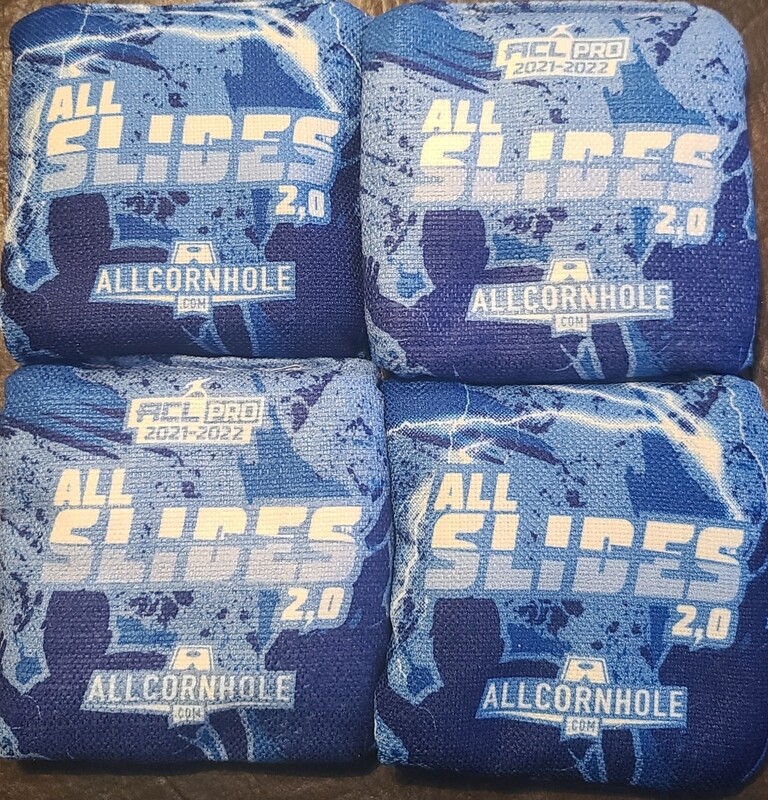 ALL
SLIDES
2,0
ALLCORNHOLE
.COM
ACL PRO
2021-2022
ALL
SLIDES
2,0
ALLCORNHOLE
.COM
ACL PRO
2021-2022
ALL
SLIDES
2,0
ALLCORNHOLE
.COM
ALL
SLIDES
2,0
ALLCORNHOLE
.COM